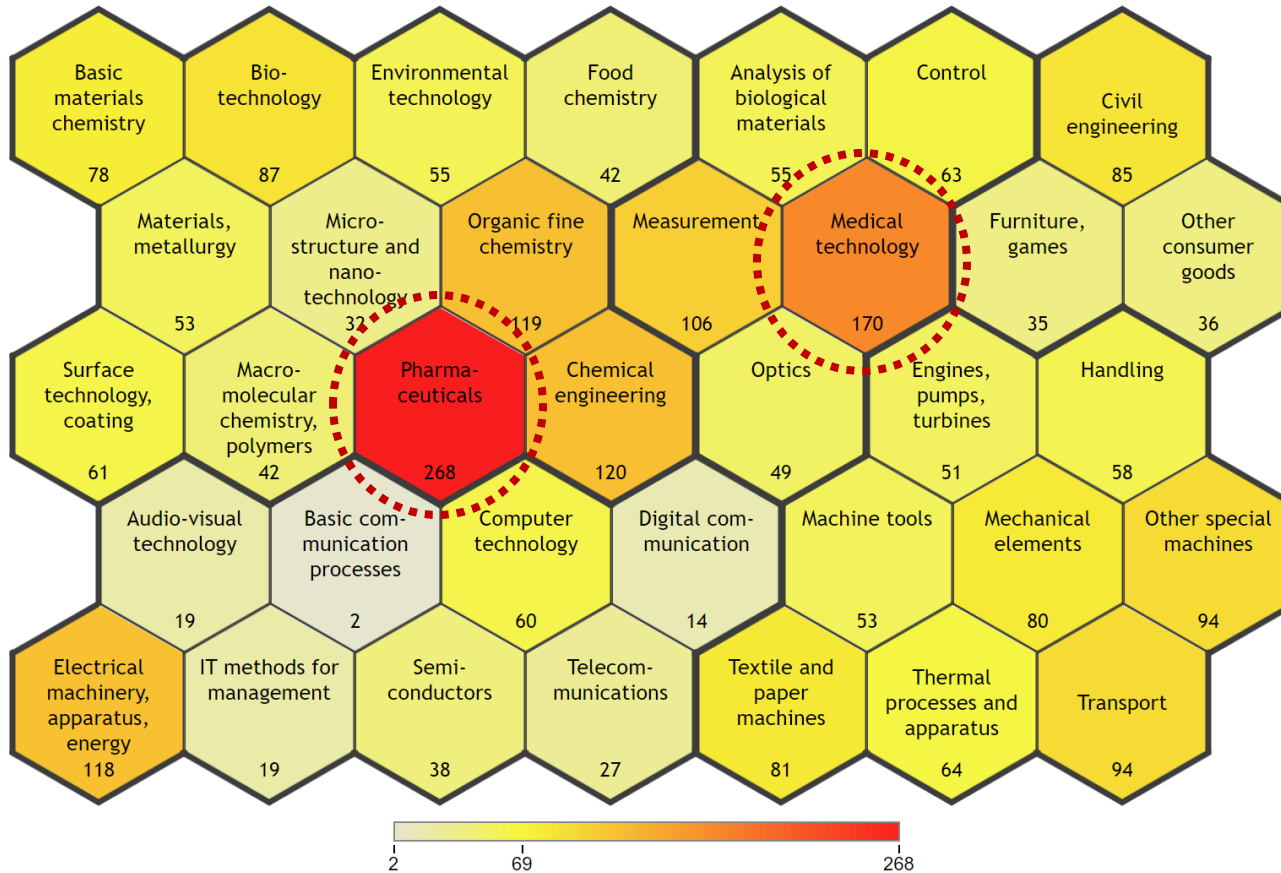 Basic
materials
chemistry
78
Bio-
technology
87
Environmental
technology
55
Food
chemistry
42
Analysis of
biological
materials
55
Control
63
Civil
engineering
85
Materials,
metallurgy
53
Micro-
structure and
nano-
technology
32
Organic fine
chemistry
119
Measurement
106
Medical
technology
170
Furniture,
games
35
Other
consumer
goods
36
Surface
technology,
coating
61
Macro-
molecular
chemistry,
polymers
42
Pharma-
ceuticals
268
Chemical
engineering
120
Optics
49
Engines,
pumps,
turbines
51
Handling
58
Audio-visual
technology
19
Basic com-
munication
processes
2
Computer
technology
60
Digital com-
munication
14
Machine tools
53
Mechanical
elements
80
Other special
machines
94
Electrical
machinery,
apparatus,
energy
118
IT methods for
management
19
Semi-
conductors
38
Telecom-
munications
27
Textile and
paper
machines
81
Thermal
processes and
apparatus
64
Transport
94
2
69
268